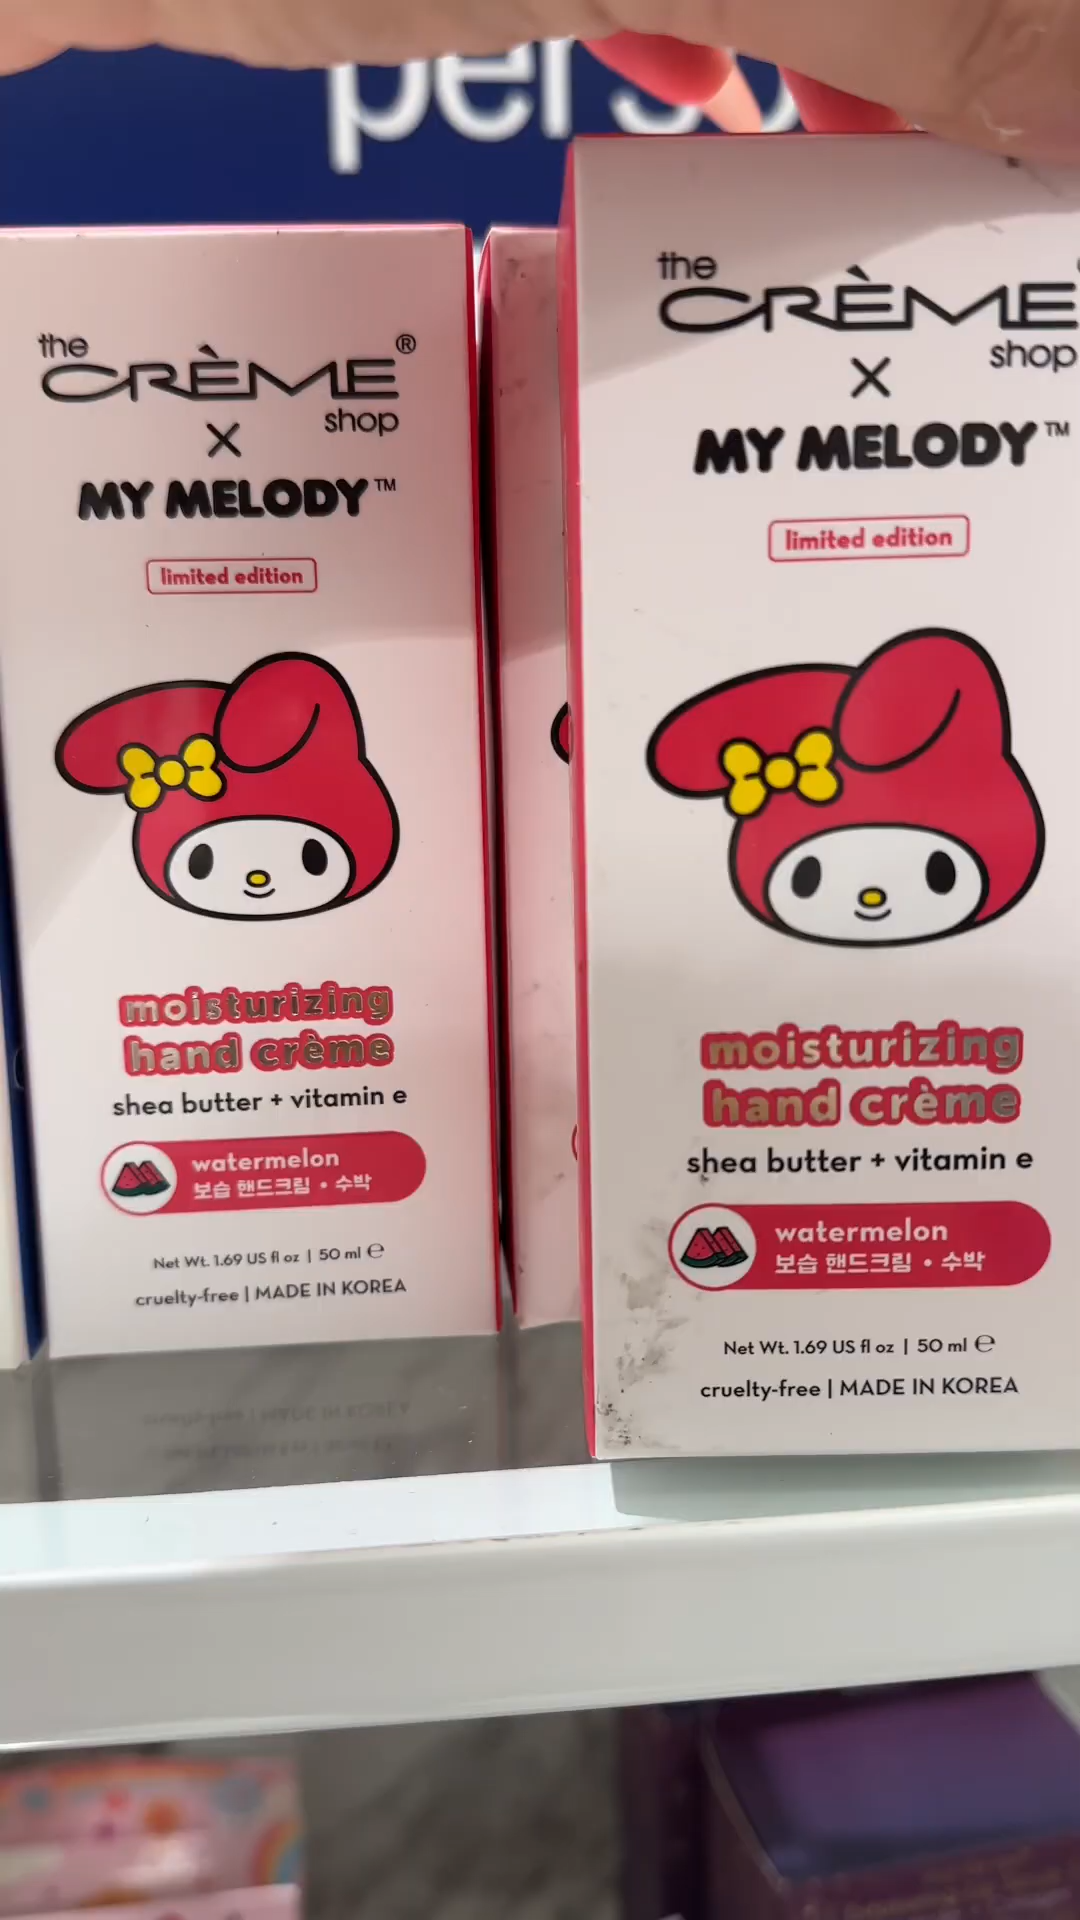 the
CRÈME®
shop
×
MY MELODY™
limited edition
moisturizing
hand crème
shea butter + vitamin e
watermelon
보습 핸드크림 • 수박
Net Wt. 1.69 US fl oz | 50 ml ℮
cruelty-free | MADE IN KOREA
the
CRÈME
shop
×
MY MELODY™
limited edition
moisturizing
hand crème
shea butter + vitamin e
watermelon
보습 핸드크림 • 수박
Net Wt. 1.69 US fl oz | 50 ml ℮
cruelty-free | MADE IN KOREA